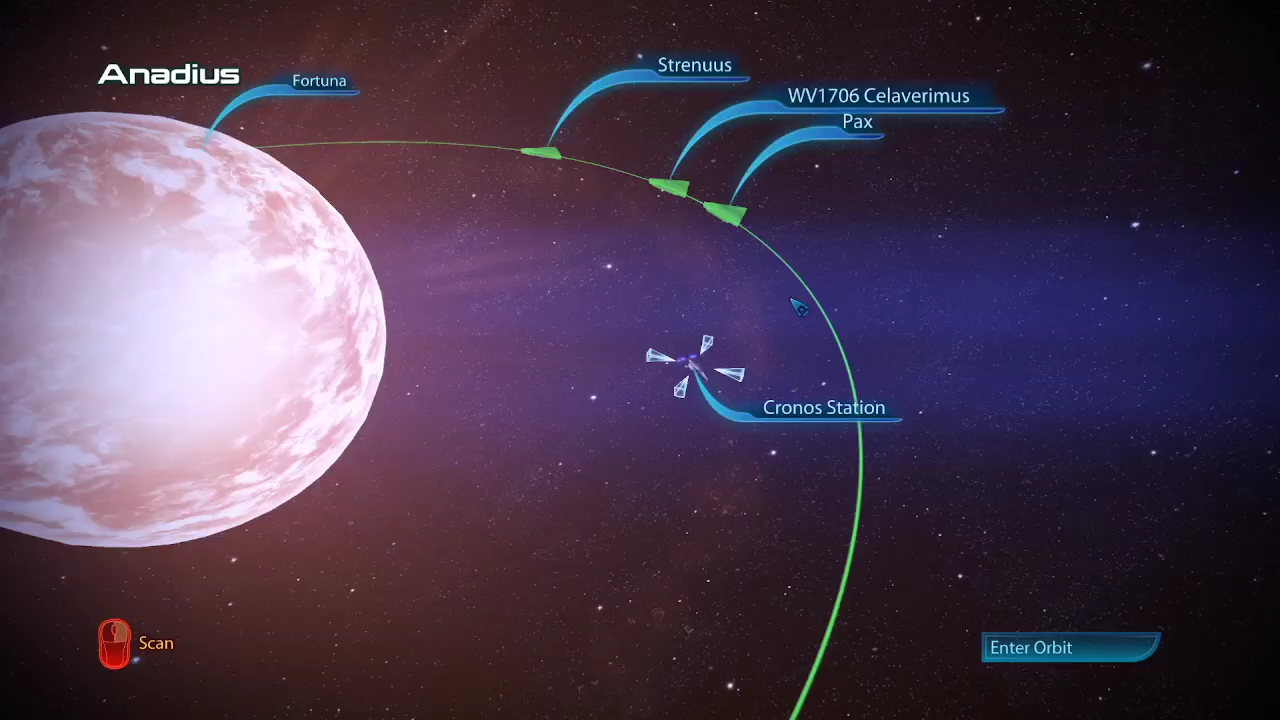 Anadius
Fortuna
Strenuus
WV1706 Celaverimus
Pax
Cronos Station
Scan
Enter Orbit